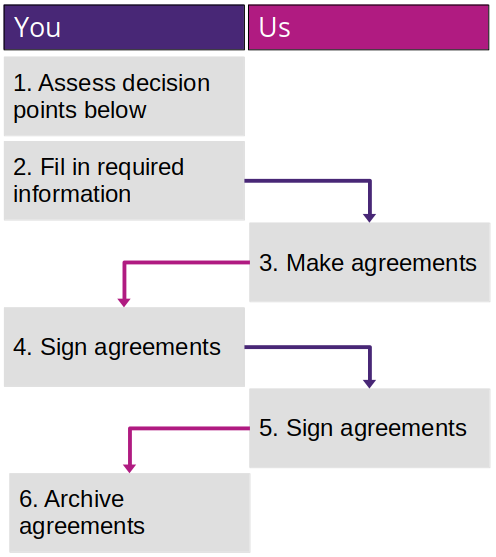 You
Us
1. Assess decision
points below
2. Fil in required
information
3. Make agreements
4. Sign agreements
5. Sign agreements
6. Archive
agreements